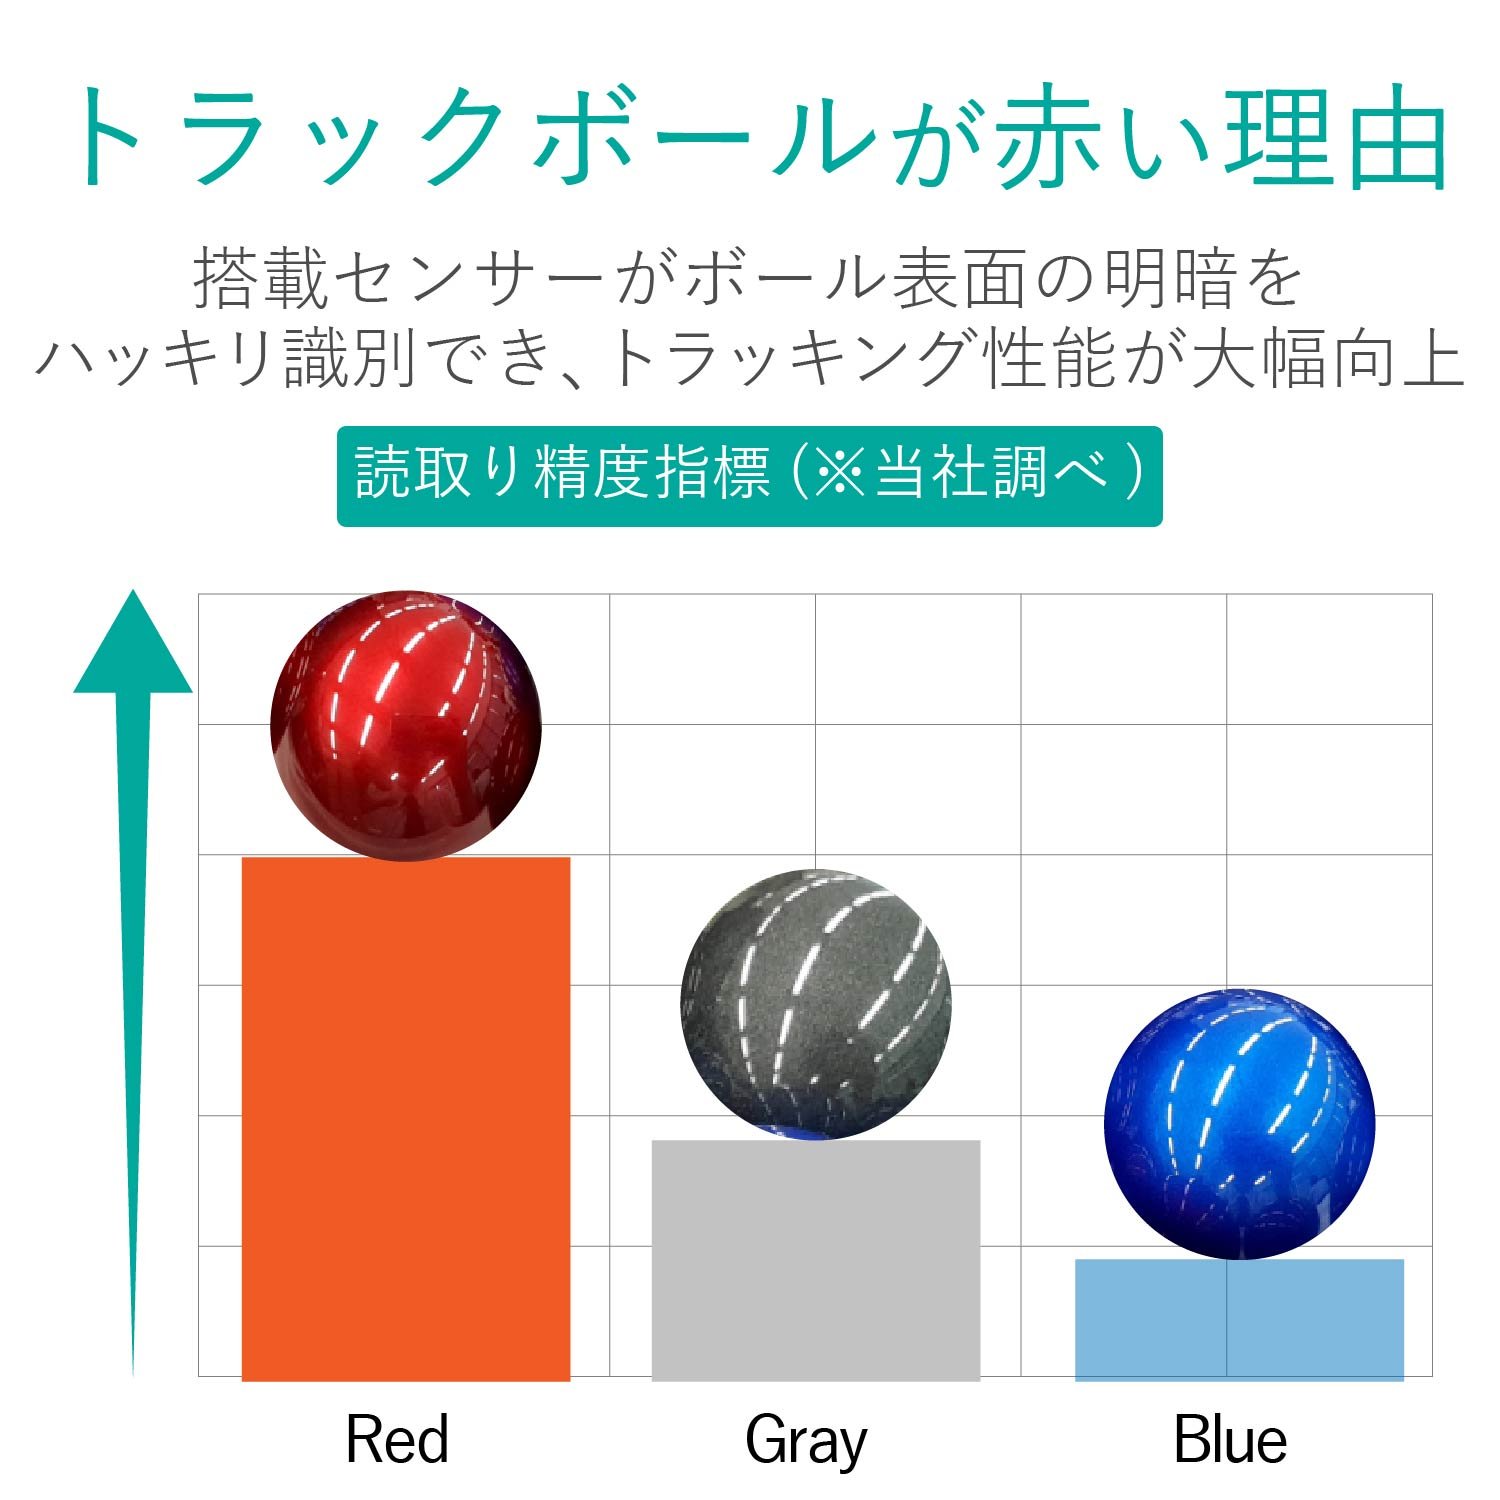 トラックボールが赤い理由
搭載センサーがボール表面の明暗を
ハッキリ識別でき、トラッキング性能が大幅向上
読取り精度指標(※当社調べ)
Red
Gray
Blue